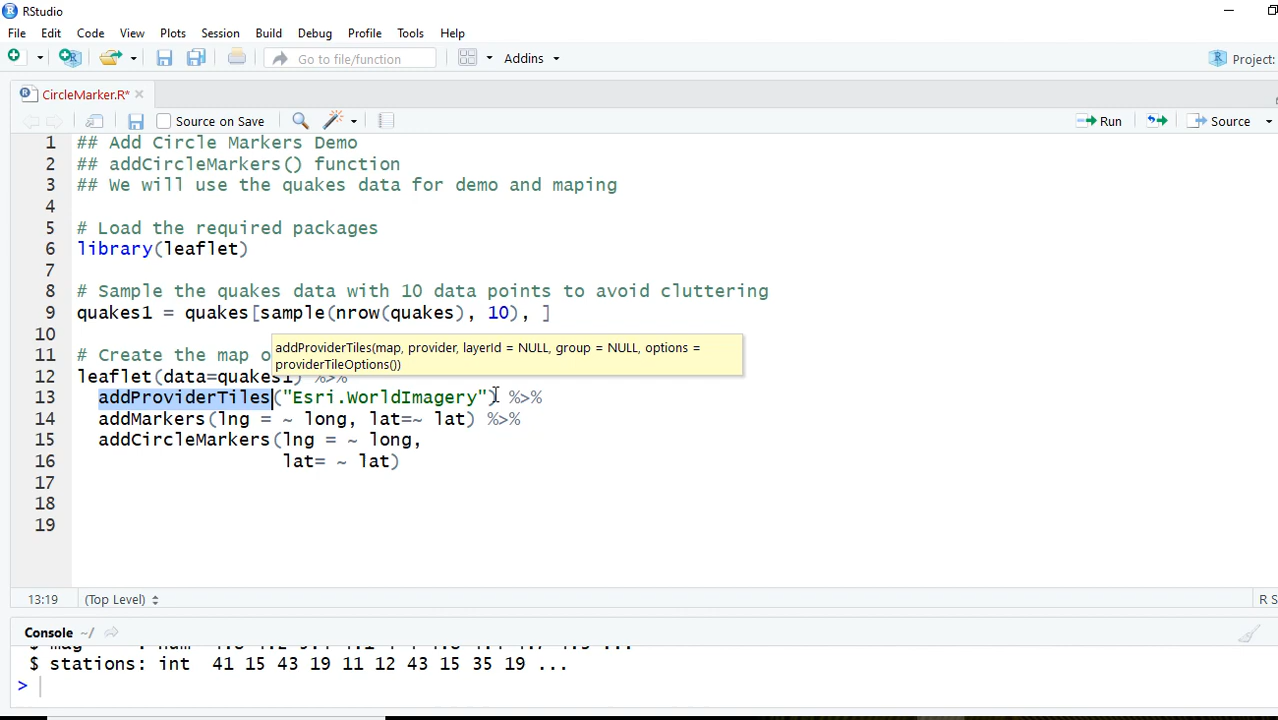 RStudio
File Edit Code View Plots Session Build Debug Profile Tools Help
Go to file/function Addins Project:
CircleMarker.R*
Source on Save Run Source
1 ## Add Circle Markers Demo
2 ## addCircleMarkers() function
3 ## We will use the quakes data for demo and maping
4
5 # Load the required packages
6 library(leaflet)
7
8 # Sample the quakes data with 10 data points to avoid cluttering
9 quakes1 = quakes[sample(nrow(quakes), 10), ]
10
addProviderTiles(map, provider, layerId = NULL, group = NULL, options =
providerTileOptions())
11 # Create the map o
12 leaflet(data=quakes1) %>%
13 addProviderTiles("Esri.WorldImagery") %>%
14 addMarkers(lng = ~ long, lat=~ lat) %>%
15 addCircleMarkers(lng = ~ long,
16 lat= ~ lat)
17
18
19
13:19 (Top Level) R S
Console ~/
$ stations: int 41 15 43 19 11 12 43 15 35 19 ...
>